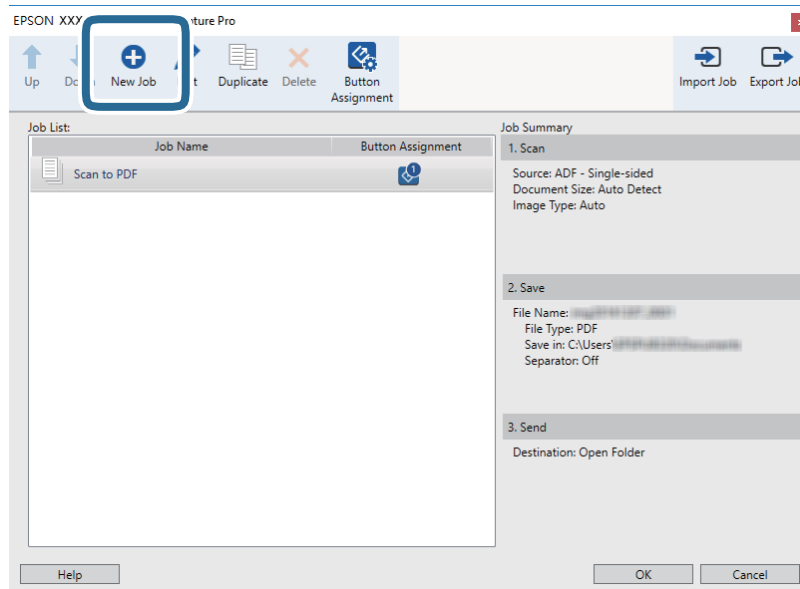 EPSON XXX ture Pro
Up
New Job
Duplicate
Delete
Button
Assignment
Import Job
Export Jo
Job List:
Job Name
Button Assignment
Scan to PDF
1
Job Summary
1. Scan
Source: ADF - Single-sided
Document Size: Auto Detect
Image Type: Auto
2. Save
File Name:
File Type: PDF
Save in: C:\Users\
Separator: Off
3. Send
Destination: Open Folder
Help
OK
Cancel